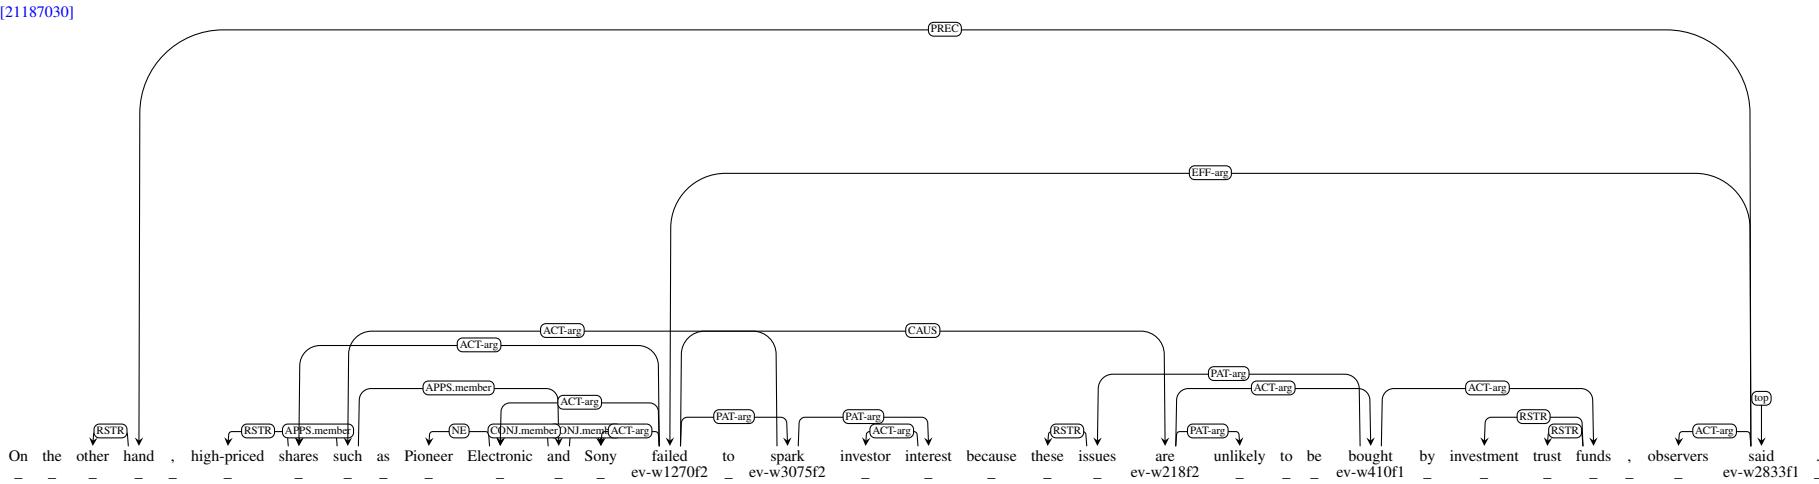 [21187030]
PREC
EFF-arg
ACT-arg CAUS
ACT-arg
PAT-arg
APPS.member ACT-arg ACT-arg
top
ACT-arg
PAT-arg PAT-arg RSTR
RSTR RSTR APPS.member NE CONJ.member ACT-arg ACT-arg RSTR PAT-arg RSTR ACT-arg
On the other hand , high-priced shares such as Pioneer Electronic and Sony failed to spark investor interest because these issues are unlikely to be bought by investment trust funds , observers said .
ev-w1270f2 ev-w3075f2 ev-w218f2 ev-w410f1 ev-w2833f1